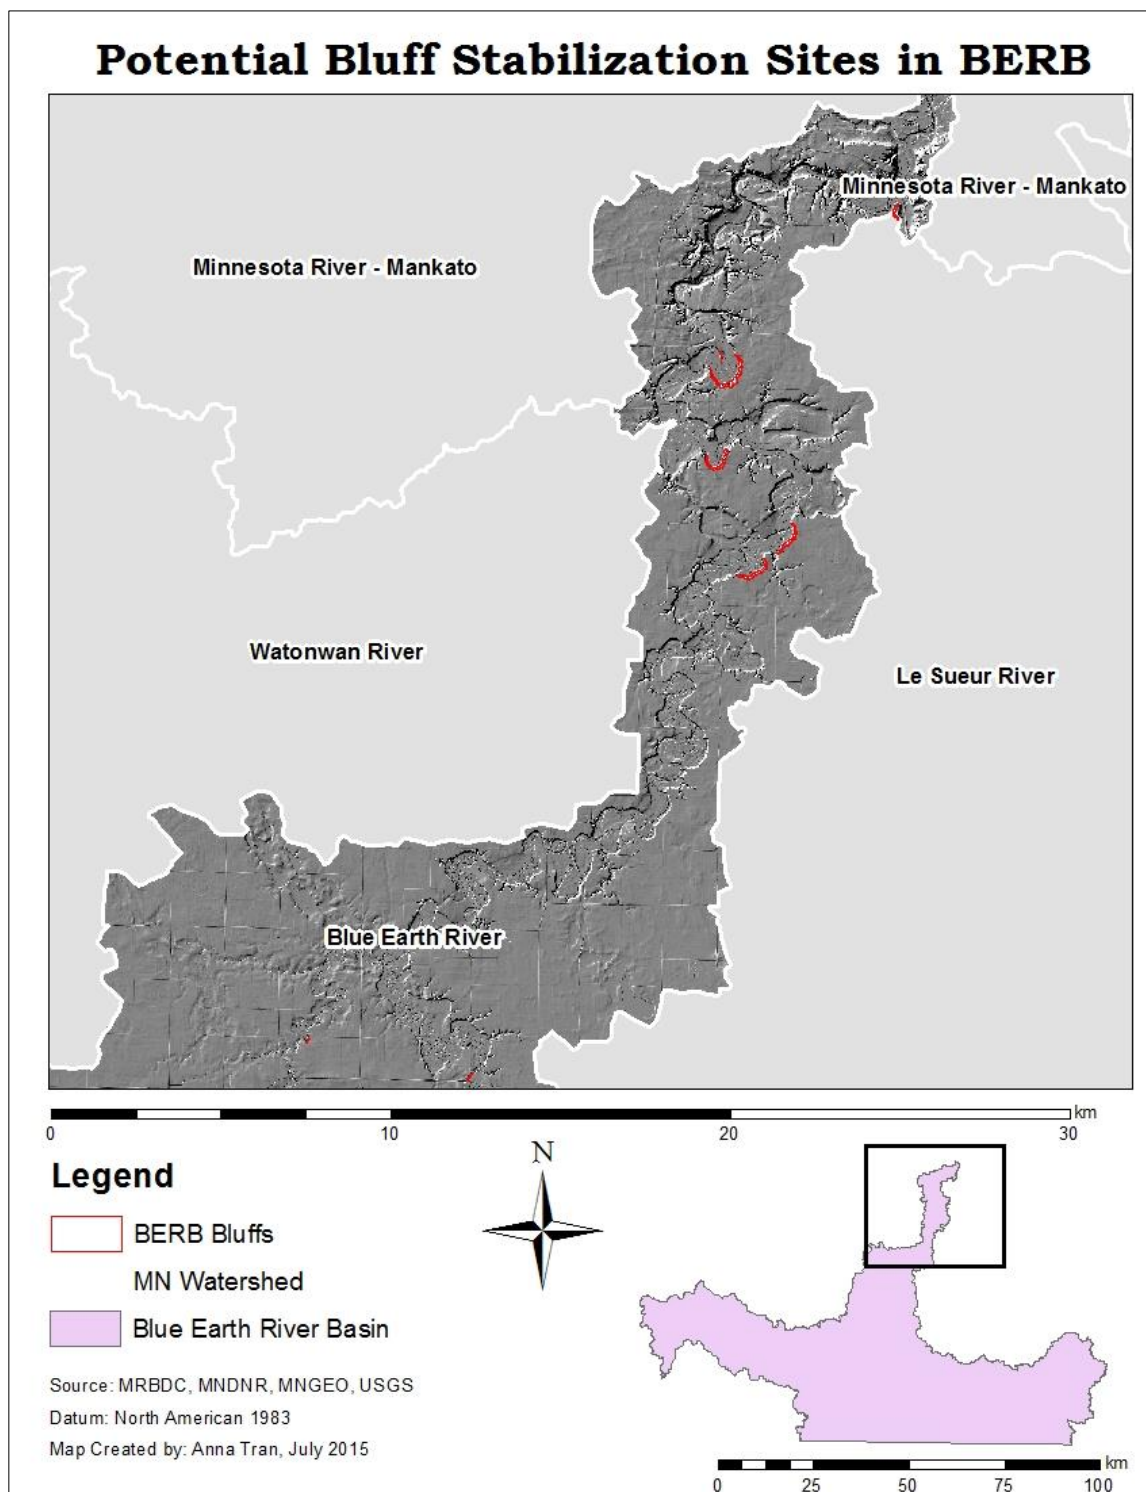 Potential Bluff Stabilization Sites in BERB
Minnesota River - Mankato
Minnesota River - Mankato
Watonwan River
Le Sueur River
Blue Earth River
km
0 10 20 30
N
Legend
BERB Bluffs
MN Watershed
Blue Earth River Basin
Source: MRBDC, MNDNR, MNGEO, USGS
Datum: North American 1983
Map Created by: Anna Tran, July 2015
km
0 25 50 75 100